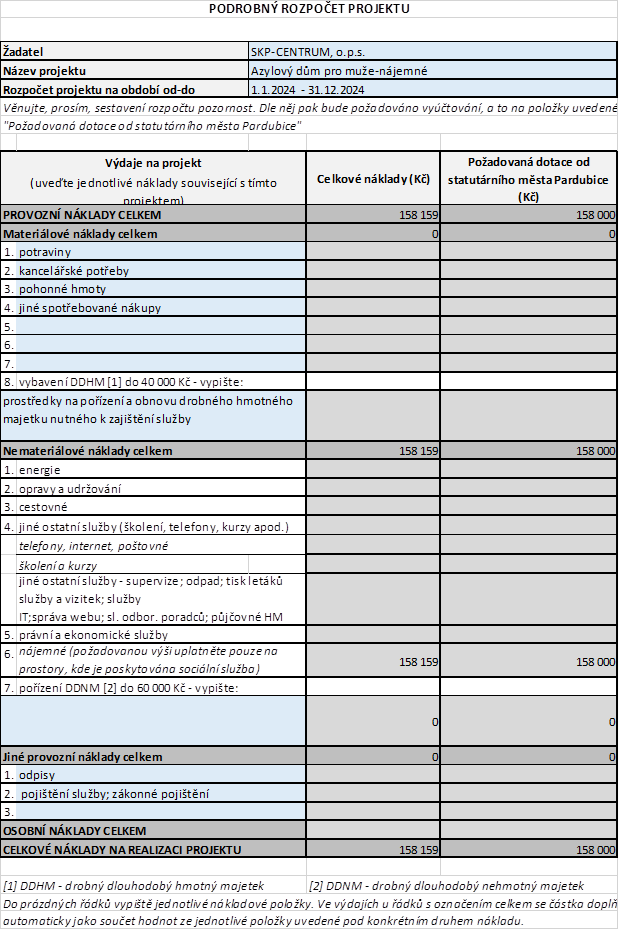 PODROBNÝ ROZPOČET PROJEKTU
Žadatel SKP-CENTRUM, o.p.s.
Název projektu Azylový dům pro muže-nájemné
Rozpočet projektu na období od-do 1.1.2024 - 31.12.2024
Věnujte, prosím, sestavení rozpočtu pozornost. Dle něj pak bude požadováno vyúčtování, a to na položky uvedené
"Požadovaná dotace od statutárního města Pardubice"
Výdaje na projekt
(uveďte jednotlivé náklady související s tímto
projektem)
Celkové náklady (Kč)
Požadovaná dotace od
statutárního města Pardubice
(Kč)
PROVOZNÍ NÁKLADY CELKEM 158 159 158 000
Materiálové náklady celkem 0 0
1. potraviny
2. kancelářské potřeby
3. pohonné hmoty
4. jiné spotřebované nákupy
5.
6.
7.
8. vybavení DDHM [1] do 40 000 Kč - vypište:
prostředky na pořízení a obnovu drobného hmotného
majetku nutného k zajištění služby
Nemateriálové náklady celkem 158 159 158 000
1. energie
2. opravy a udržování
3. cestovné
4. jiné ostatní služby (školení, telefony, kurzy apod.)
telefony, internet, poštovné
školení a kurzy
jiné ostatní služby - supervize; odpad; tisk letáků
služby a vizitek; služby
IT;správa webu; sl. odbor. poradců; půjčovné HM
5. právní a ekonomické služby
6. nájemné (požadovanou výši uplatněte pouze na
prostory, kde je poskytována sociální služba) 158 159 158 000
7. pořízení DDNM [2] do 60 000 Kč - vypište:
0 0
Jiné provozní náklady celkem 0 0
1. odpisy
2. pojištění služby; zákonné pojištění
3.
OSOBNÍ NÁKLADY CELKEM
CELKOVÉ NÁKLADY NA REALIZACI PROJEKTU 158 159 158 000
[1] DDHM - drobný dlouhodobý hmotný majetek [2] DDNM - drobný dlouhodobý nehmotný majetek
Do prázdných řádků vypiště jednotlivé nákladové položky. Ve výdajích u řádků s označením celkem se částka doplň
automaticky jako součet hodnot ze jednotlivé položky uvedené pod konkrétním druhem nákladu.